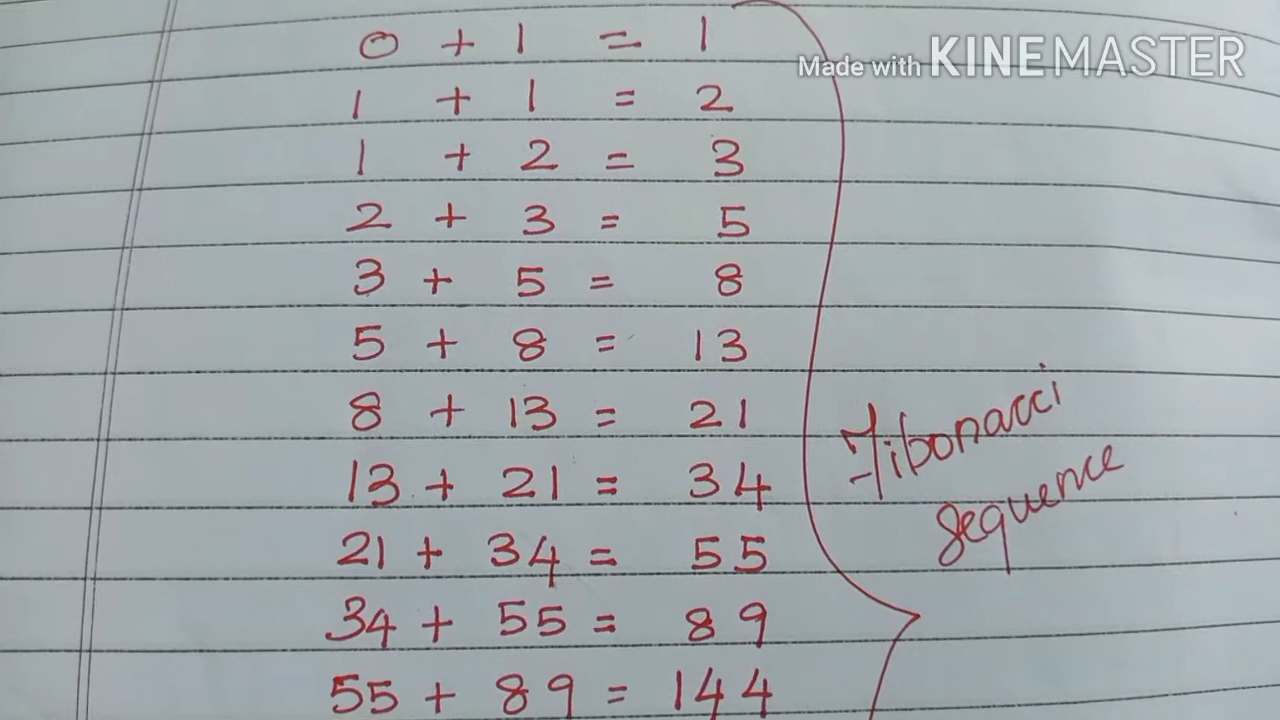 0 + 1 = 1
Made with KINEMASTER
1 + 1 = 2
1 + 2 = 3
2 + 3 = 5
3 + 5 = 8
5 + 8 = 13
8 + 13 = 21
13 + 21 = 34
21 + 34 = 55
34 + 55 = 89
55 + 89 = 144
Fibonacci
sequence